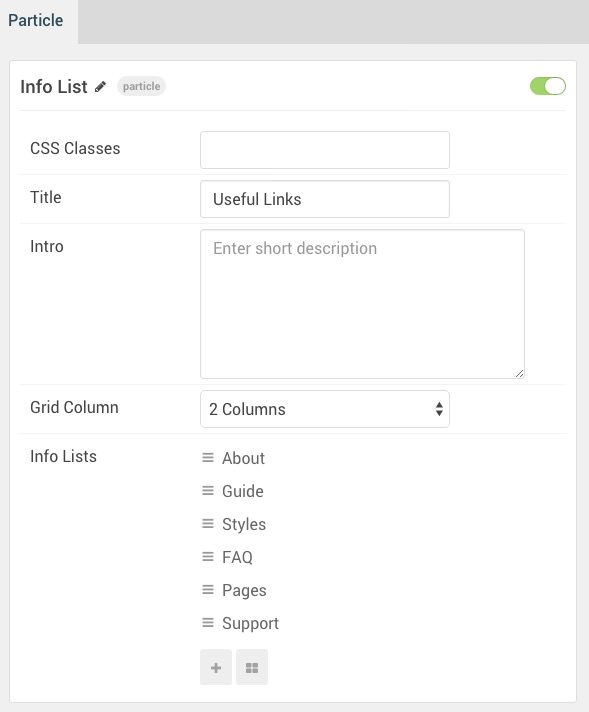 Particle
Info List particle
CSS Classes
Title Useful Links
Intro Enter short description
Grid Column 2 Columns
Info Lists About
Guide
Styles
FAQ
Pages
Support